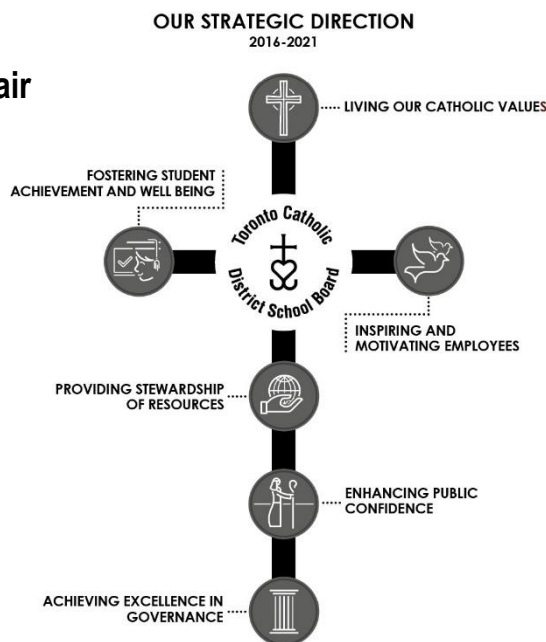 OUR STRATEGIC DIRECTION
2016-2021
air
LIVING OUR CATHOLIC VALUES
FOSTERING STUDENT
ACHIEVEMENT AND WELL BEING
Toronto Catholic
District School Board
INSPIRING AND
MOTIVATING EMPLOYEES
PROVIDING STEWARDSHIP
OF RESOURCES
ENHANCING PUBLIC
CONFIDENCE
ACHIEVING EXCELLENCE IN
GOVERNANCE